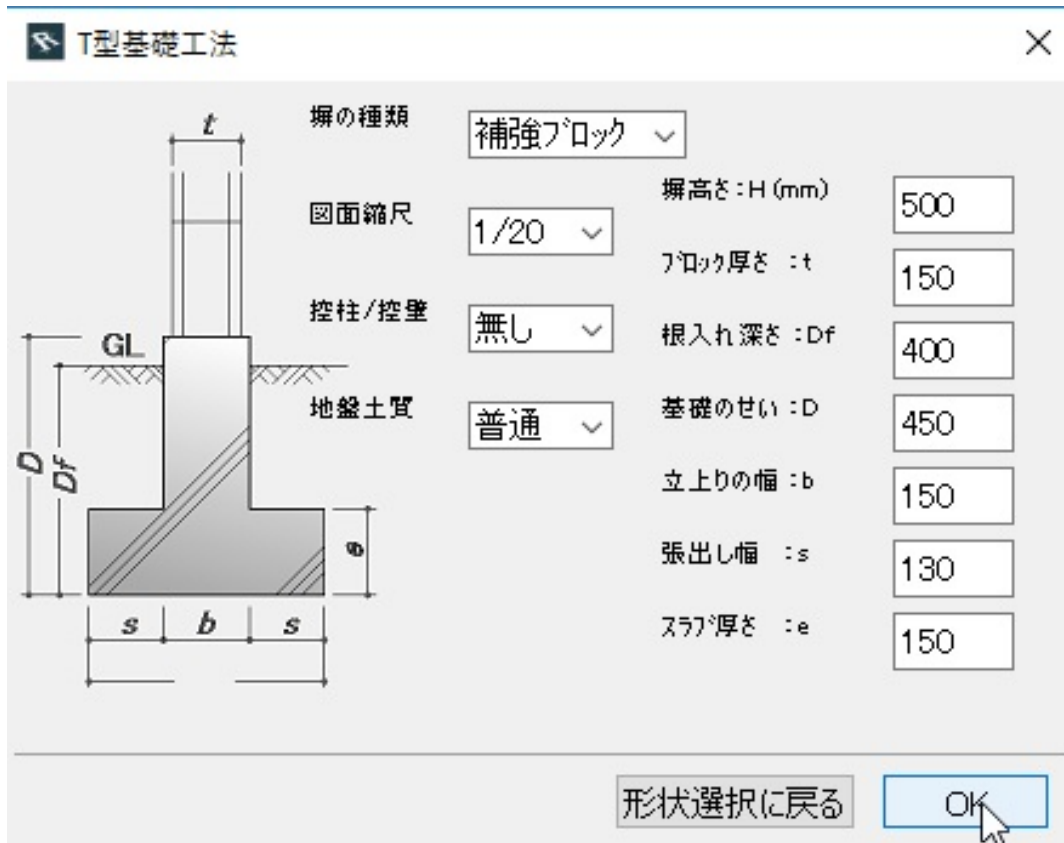 T型基礎工法
t
GL
D
Df
e
s b s
塀の種類
補強ブロック
図面縮尺
1/20
控柱/控壁
無し
地盤土質
普通
塀高さ:H(mm)
500
ブロック厚さ :t
150
根入れ深さ:Df
400
基礎のせい:D
450
立上りの幅:b
150
張出し幅 :s
130
スラブ厚さ :e
150
形状選択に戻る
OK